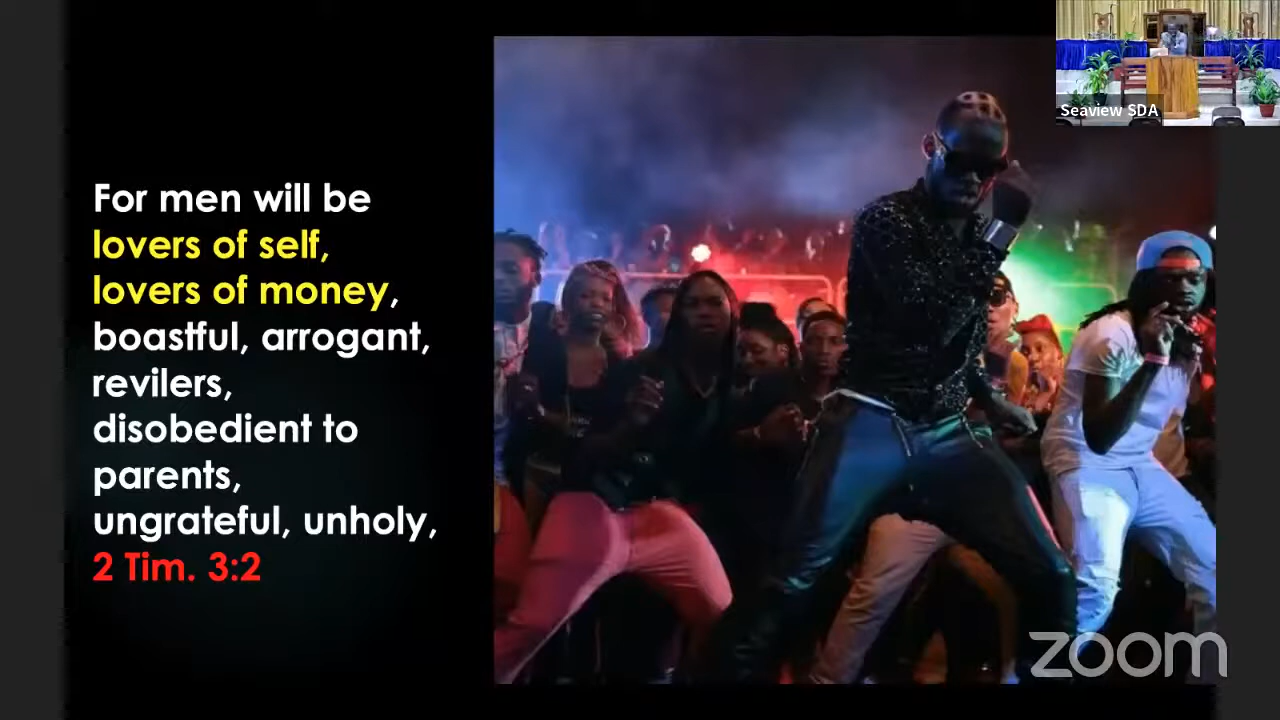 For men will be
lovers of self,
lovers of money,
boastful, arrogant,
revilers,
disobedient to
parents,
ungrateful, unholy,
2 Tim. 3:2
Seaview SDA
zoom